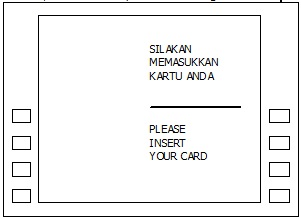 SILAKAN
MEMASUKKAN
KARTU ANDA
PLEASE
INSERT
YOUR CARD